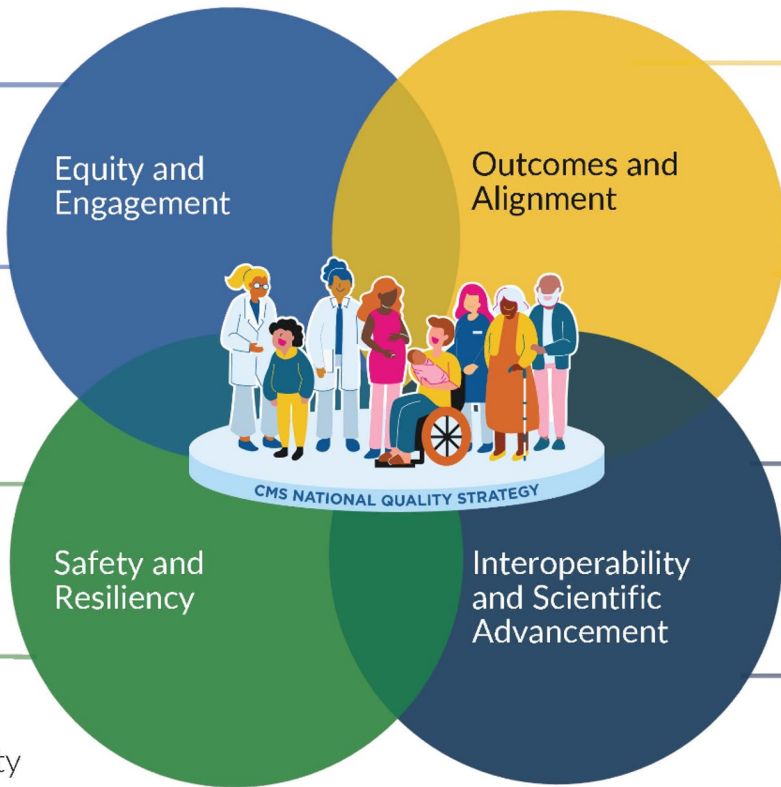 Equity and
Engagement
Outcomes and
Alignment
CMS NATIONAL QUALITY STRATEGY
Safety and
Resiliency
Interoperability
and Scientific
Advancement